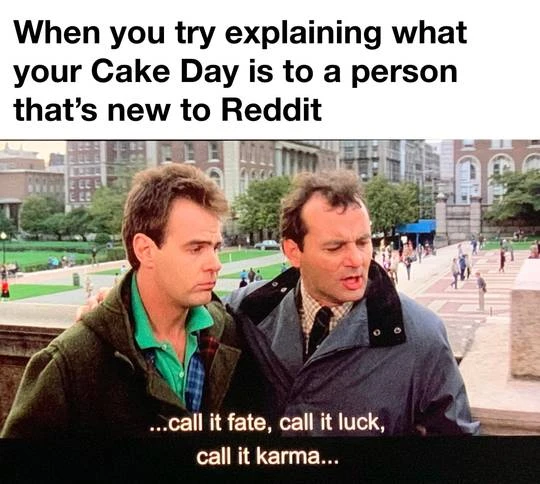 When you try explaining what
your Cake Day is to a person
that's new to Reddit
...call it fate, call it luck,
call it karma...